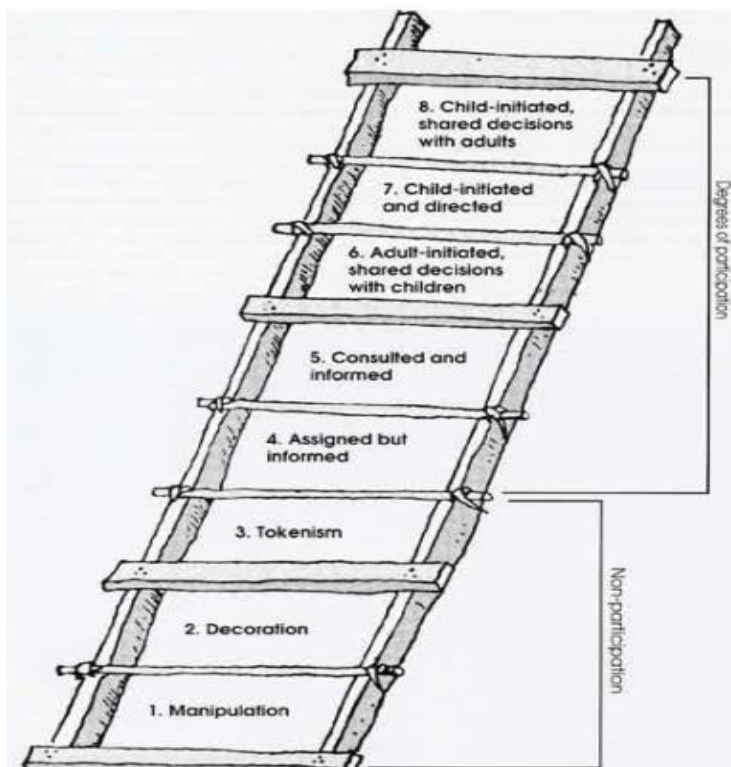 8. Child-initiated,
shared decisions
with adults
7. Child-initiated
and directed
6. Adult-initiated,
shared decisions
with children
5. Consulted and
informed
4. Assigned but
informed
3. Tokenism
2. Decoration
1. Manipulation
Degrees of participation
Non-participation